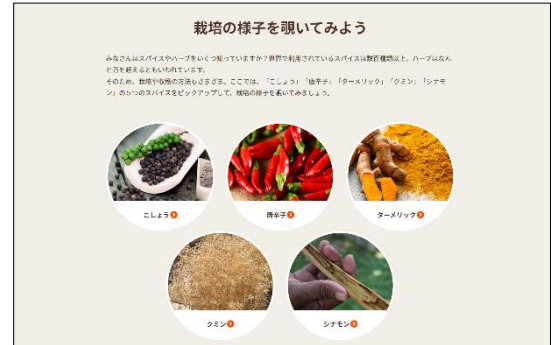 栽培の様子を覗いてみよう
みなさんはスパイスやハーブをいくつ知っていますか？世界で利用されているスパイスは数百種類以上、ハーブはなん
と万を超えるともいわれています。
そのため、栽培や収穫の方法もさまざま。ここでは、「こしょう」「唐辛子」「ターメリック」「クミン」「シナモ
ン」の５つのスパイスをピックアップして、栽培の様子を覗いてみましょう。
こしょう
唐辛子
ターメリック
クミン
シナモン